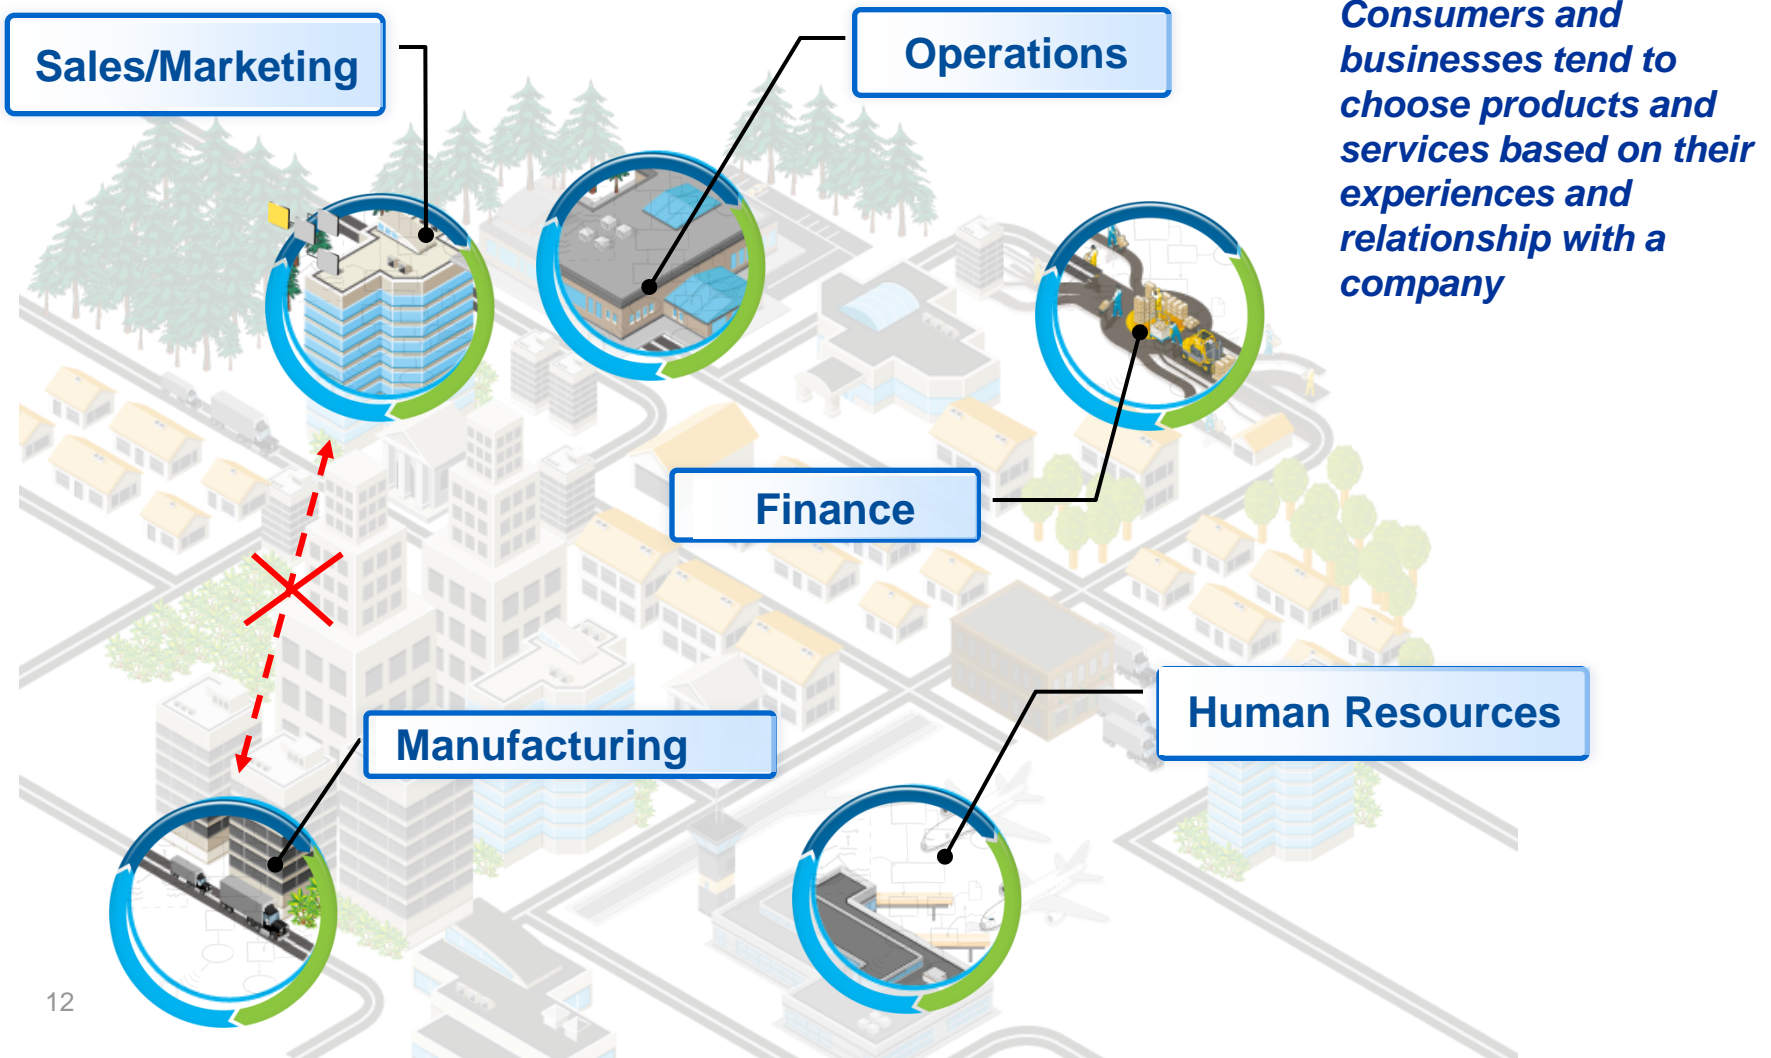 Sales/Marketing
Operations
Consumers and
businesses tend to
choose products and
services based on their
experiences and
relationship with a
company
Finance
Human Resources
Manufacturing
12